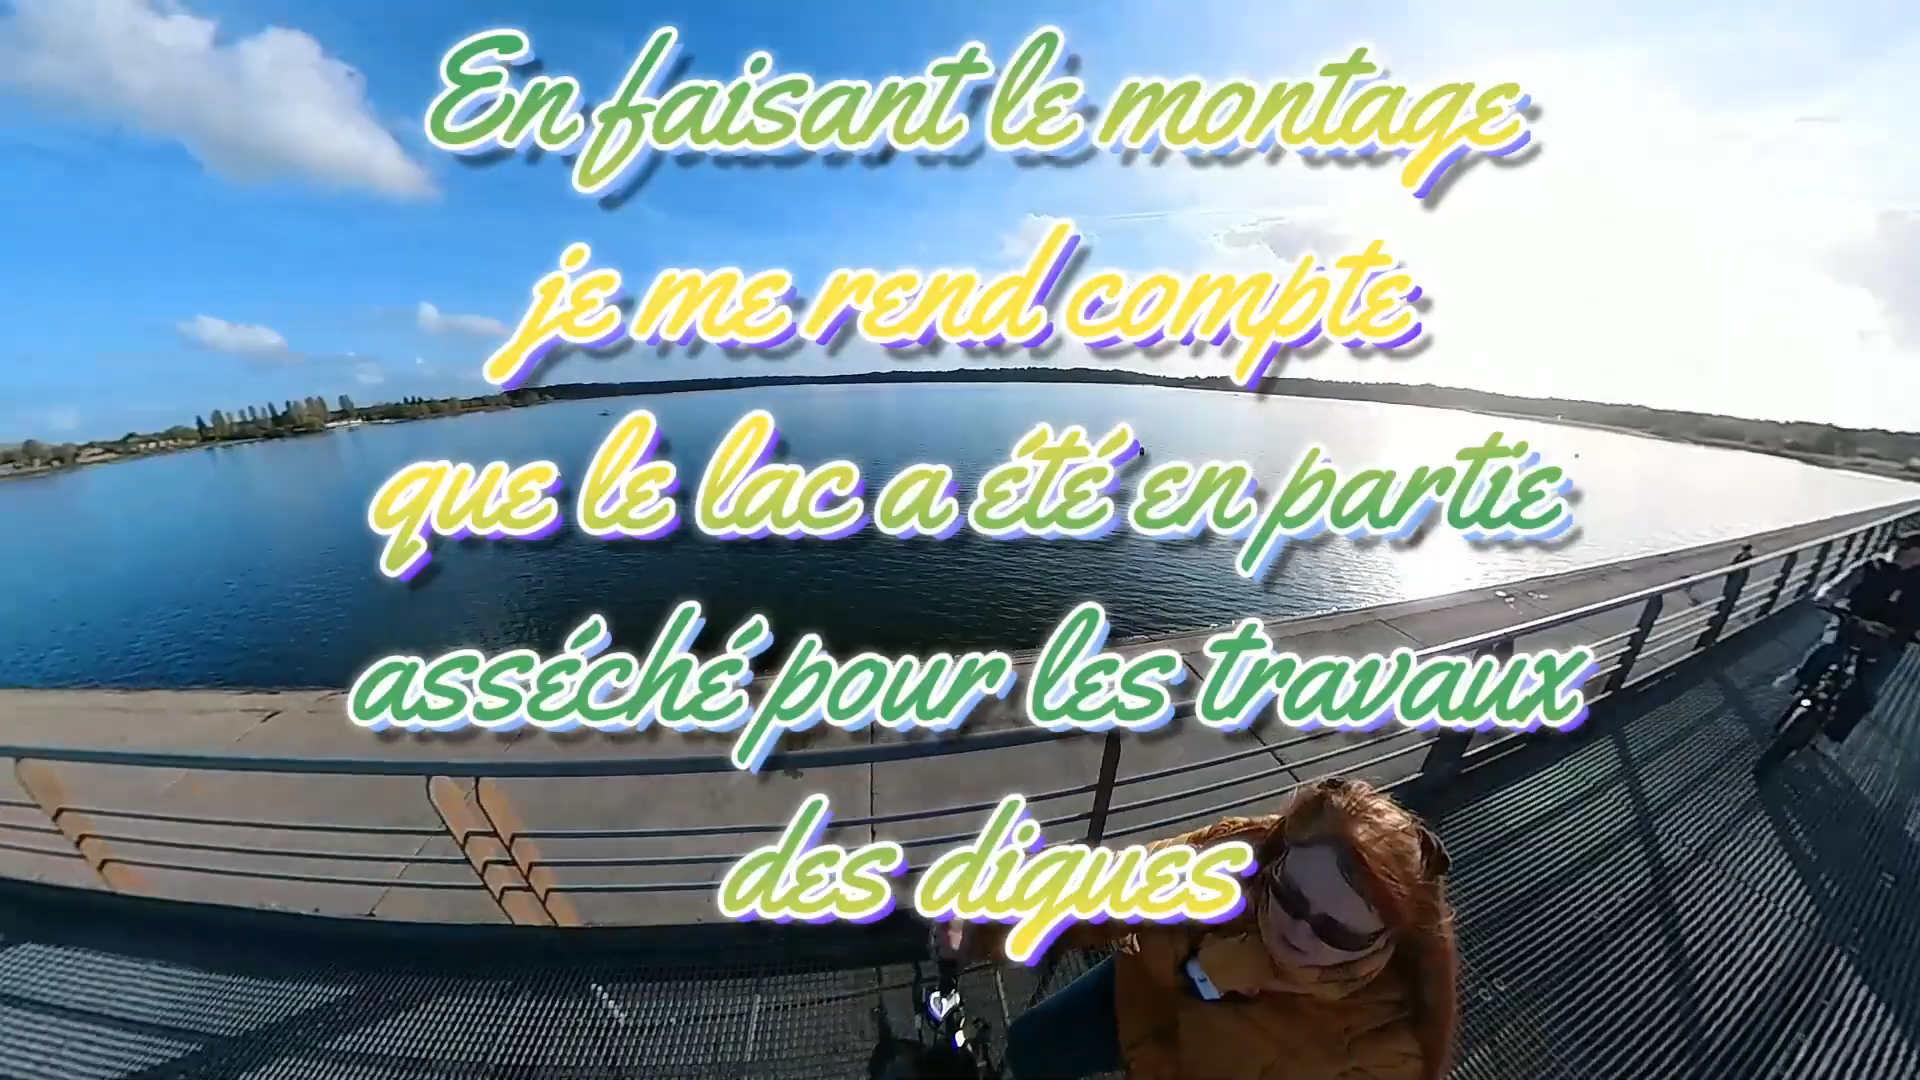 En faisant le montage
je me rend compte
que le lac a été en partie
asséché pour les travaux
des digues